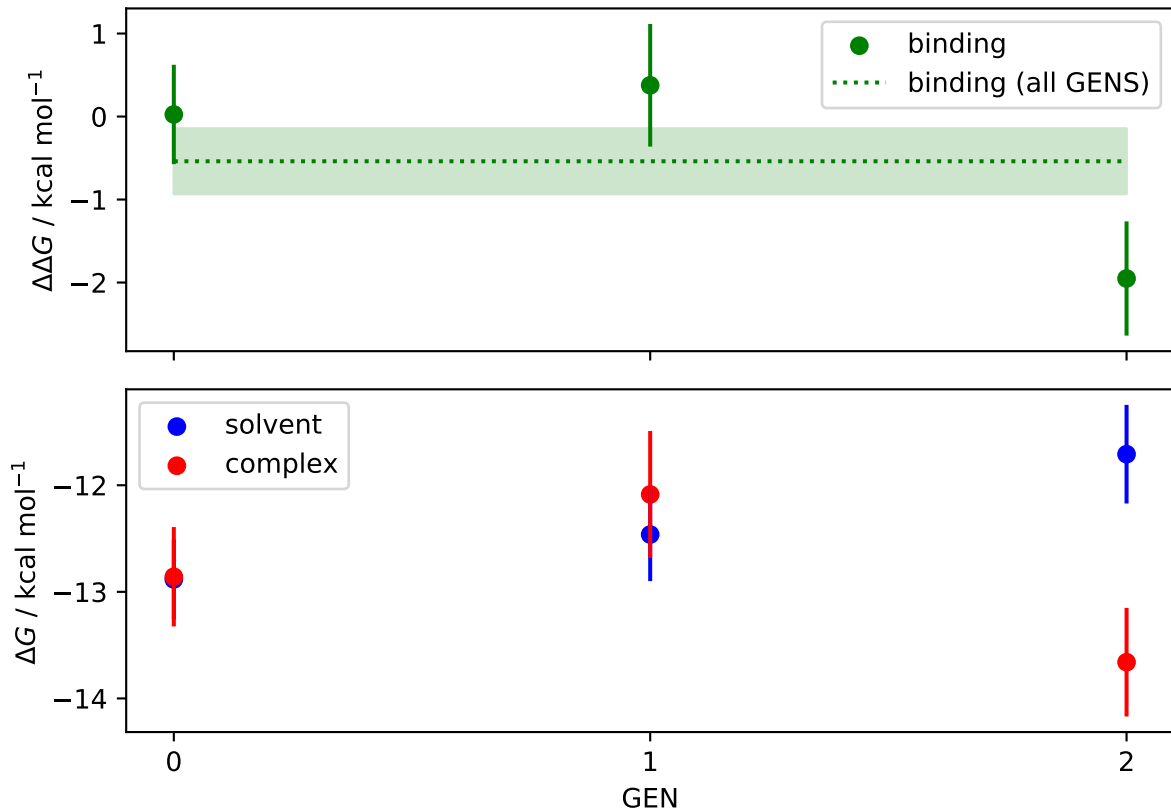 1
0
−1
−2
ΔΔG / kcal mol⁻¹
binding
binding (all GENS)
solvent
complex
−12
−13
−14
ΔG / kcal mol⁻¹
0 1 2
GEN